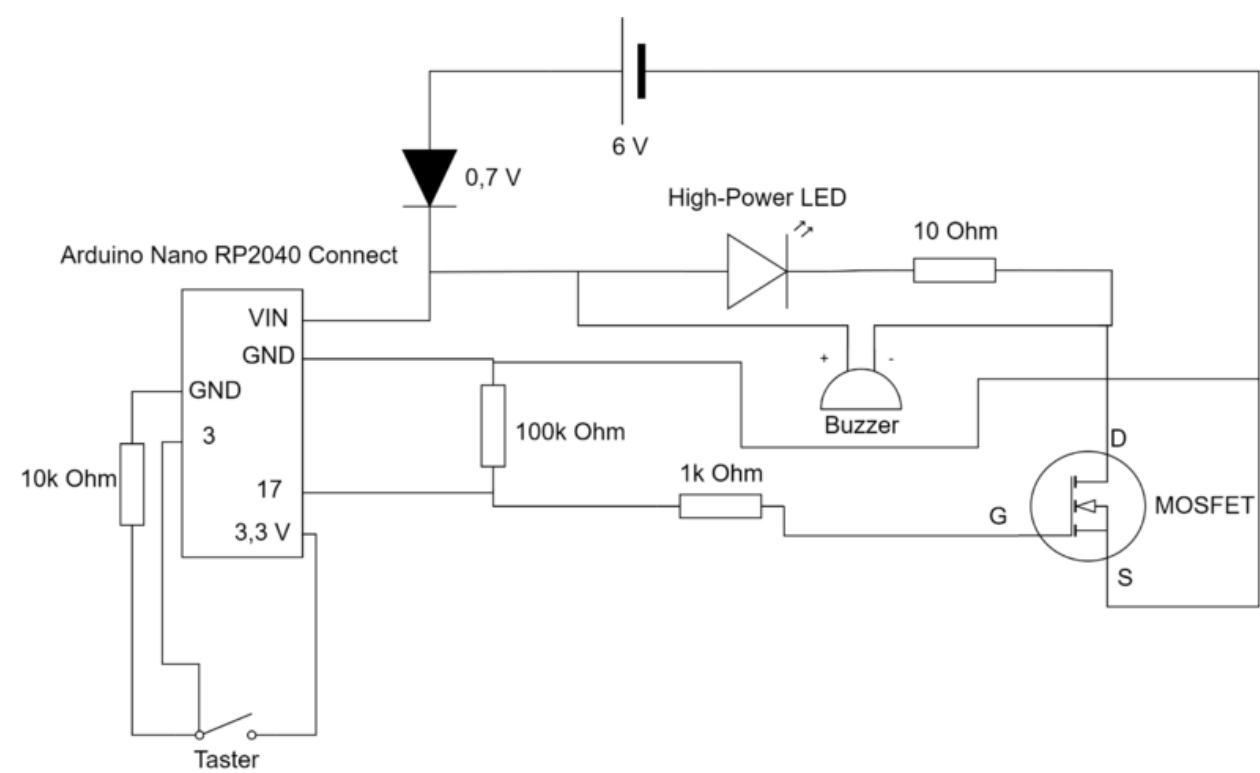 6 V
0,7 V
High-Power LED
10 Ohm
Arduino Nano RP2040 Connect
VIN
GND
+ -
GND
Buzzer
3
100k Ohm
D
10k Ohm
1k Ohm
17
G
MOSFET
3,3 V
S
Taster